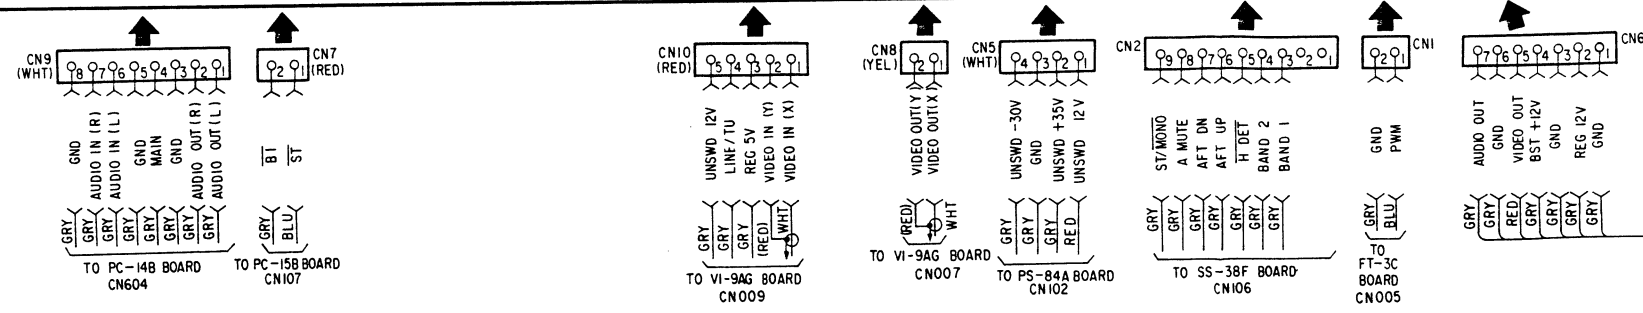 CN9
(WHT)
8 7 6 5 4 3 2 1
GND
AUDIO IN (R)
AUDIO IN (L)
GND
MAIN
GND
AUDIO OUT (R)
AUDIO OUT (L)
GRY
GRY
GRY
GRY
GRY
GRY
GRY
GRY
TO PC-14B BOARD
CN604
CN7
(RED)
2 1
B1
ST
GRY
BLU
TO PC-15B BOARD
CN107
CN10
(RED)
5 4 3 2 1
UNSWD 12V
LINE/TU
REG 5V
VIDEO IN (Y)
VIDEO IN (X)
GRY
GRY
GRY
(RED)
WHT
TO VI-9AG BOARD
CN009
CN8
(YEL)
2 1
VIDEO OUT(Y)
VIDEO OUT(X)
(RED)
WHT
TO VI-9AG BOARD
CN007
CN5
(WHT)
4 3 2 1
UNSWD -30V
GND
UNSWD +35V
UNSWD 12V
GRY
GRY
GRY
RED
TO PS-84A BOARD
CN102
CN2
9 8 7 6 5 4 3 2 1
ST/MONO
A MUTE
AFT DN
AFT UP
H DET
BAND 2
BAND 1
GRY
GRY
GRY
GRY
GRY
GRY
GRY
TO SS-38F BOARD
CN106
CN1
2 1
GND
PWM
GRY
BLU
TO
FT-3C
BOARD
CN005
CN6
7 6 5 4 3 2 1
AUDIO OUT
GND
VIDEO OUT
BST +12V
GND
REG 12V
GND
GRY
GRY
RED
GRY
GRY
GRY
GRY